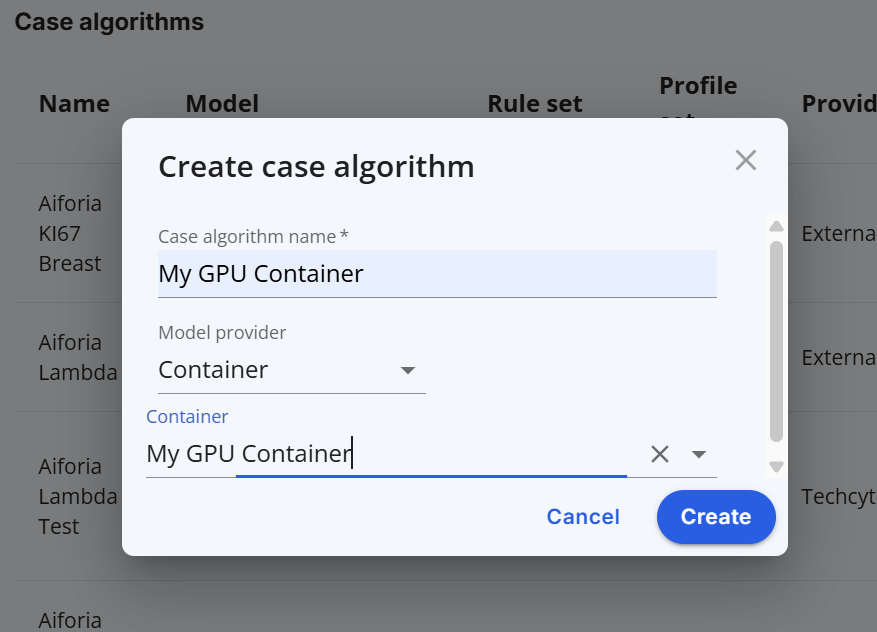 Case algorithms
Name Model Rule set Profile
Provid
Create case algorithm
Case algorithm name *
My GPU Container
Model provider
Container
Container
My GPU Container
Cancel Create
Aiforia
KI67
Breast
Externa
Aiforia
Lambda
Externa
Aiforia
Lambda
Test
Techcyt
Aiforia